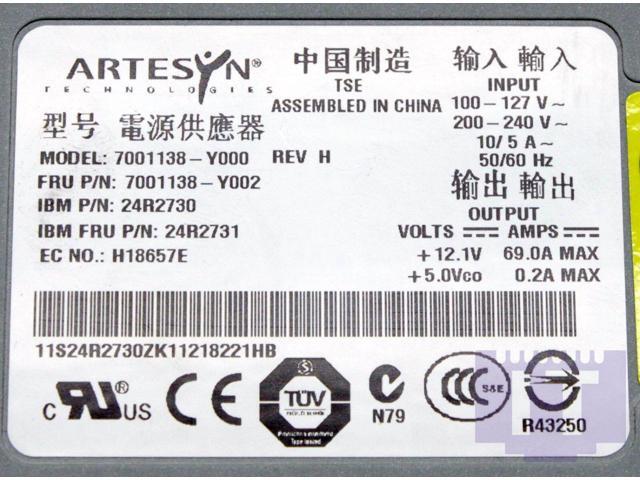 ARTESYN®
TECHNOLOGIES
型号 電源供應器
MODEL: 7001138-Y000 REV H
FRU P/N: 7001138-Y002
IBM P/N: 24R2730
IBM FRU P/N: 24R2731
EC NO.: H18657E
中国制造
TSE
ASSEMBLED IN CHINA
输入 輸入
INPUT
100-127 V~
200-240 V~
10/5 A~
50/60 Hz
输出 輸出
OUTPUT
VOLTS ⎓ AMPS ⎓
+12.1V 69.0A MAX
+5.0Vco 0.2A MAX
11S24R2730ZK11218221HB
c RU® US
CE
S
TÜV
N79
CCC S&E
R43250
IT